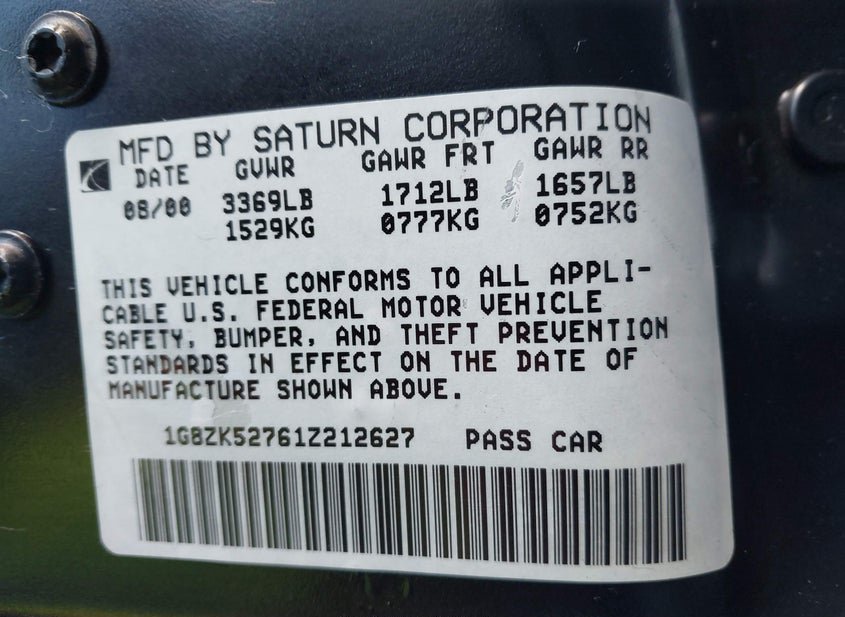 MFD BY SATURN CORPORATION
DATE GVWR GAWR FRT GAWR RR
08/00 3369LB 1712LB 1657LB
1529KG 0777KG 0752KG
THIS VEHICLE CONFORMS TO ALL APPLI-
CABLE U.S. FEDERAL MOTOR VEHICLE
SAFETY, BUMPER, AND THEFT PREVENTION
STANDARDS IN EFFECT ON THE DATE OF
MANUFACTURE SHOWN ABOVE.
1G8ZK52761Z212627 PASS CAR